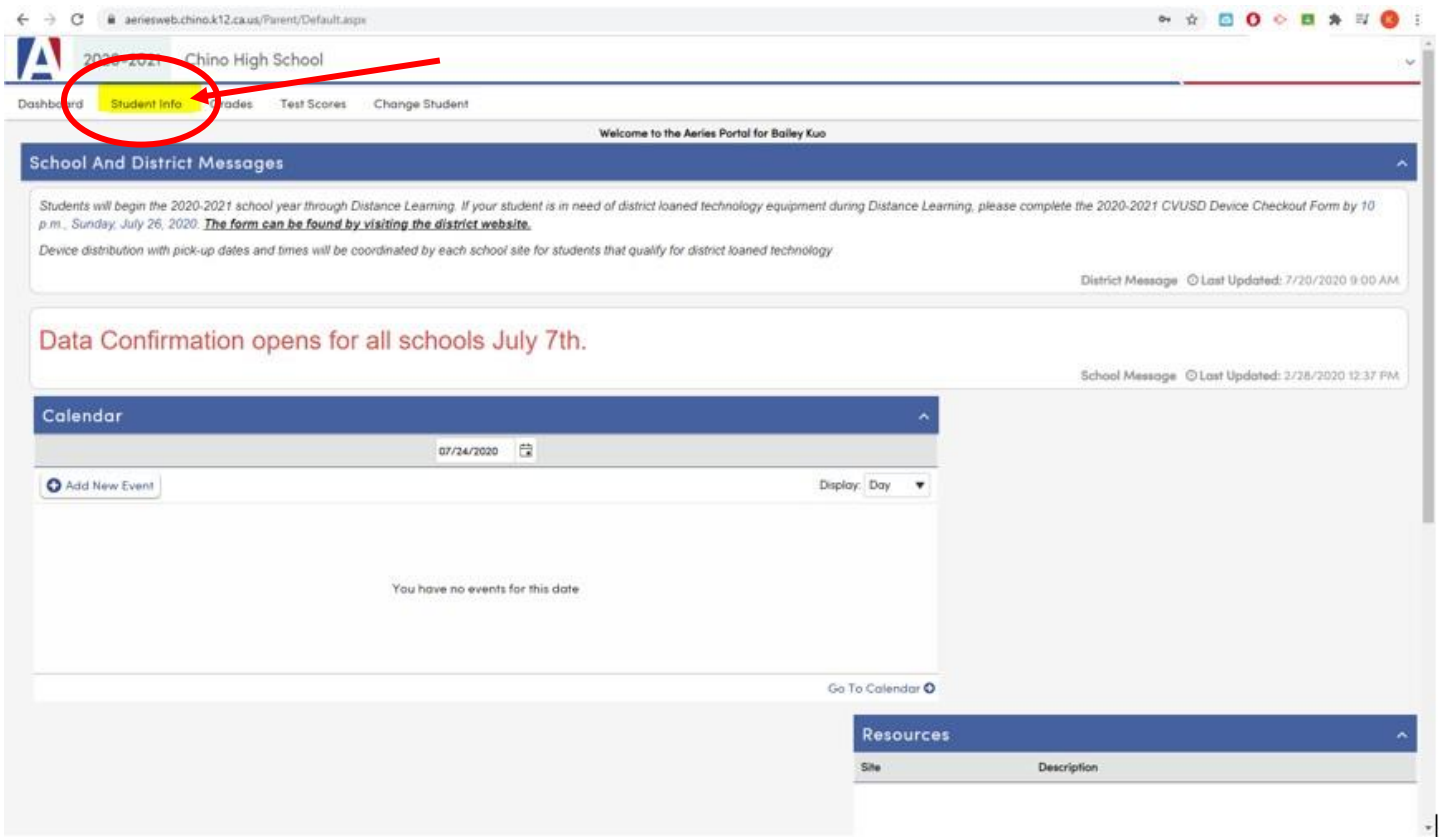 aeriesweb.chino.k12.ca.us/Parent/Default.aspx
2020-2021 Chino High School
Dashboard Student Info Grades Test Scores Change Student
Welcome to the Aeries Portal for Bailey Kuo
School And District Messages
Students will begin the 2020-2021 school year through Distance Learning. If your student is in need of district loaned technology equipment during Distance Learning, please complete the 2020-2021 CVUSD Device Checkout Form by 10
p.m., Sunday, July 26, 2020. The form can be found by visiting the district website.
Device distribution with pick-up dates and times will be coordinated by each school site for students that qualify for district loaned technology
District Message Last Updated: 7/20/2020 9:00 AM
Data Confirmation opens for all schools July 7th.
School Message Last Updated: 2/28/2020 12:37 PM
Calendar
07/24/2020
Add New Event Display: Day
You have no events for this date
Go To Calendar
Resources
Site Description